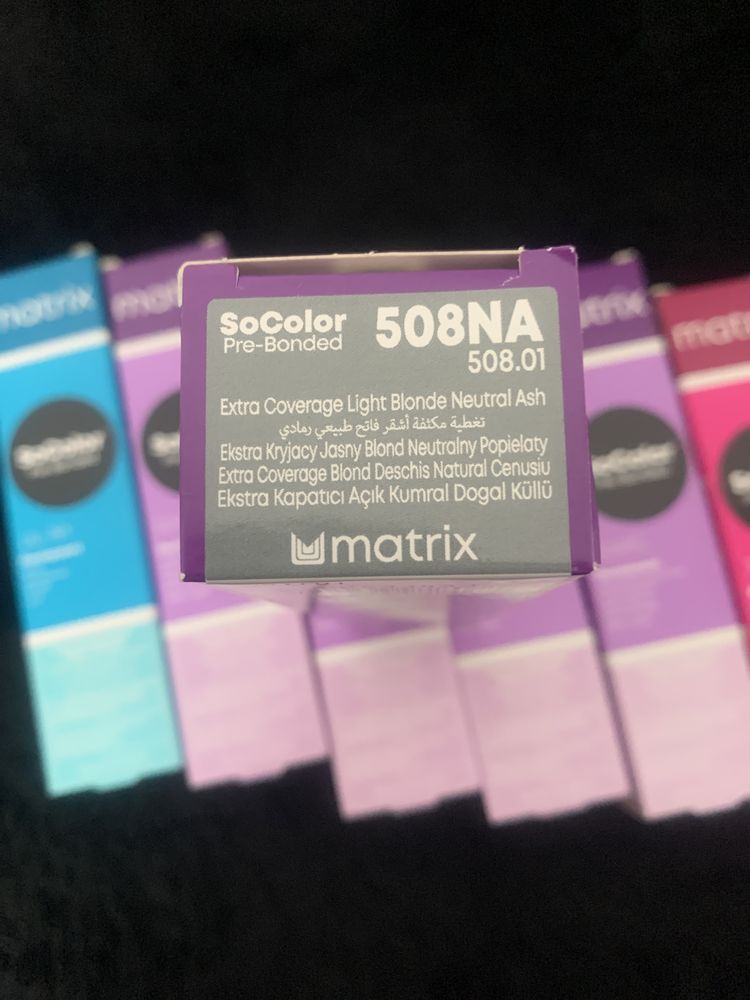 SoColor
Pre-Bonded
508NA
508.01
Extra Coverage Light Blonde Neutral Ash
تغطية مكثفة أشقر فاتح طبيعي رمادي
Ekstra Kryjacy Jasny Blond Neutralny Popielaty
Extra Coverage Blond Deschis Natural Cenusiu
Ekstra Kapatıcı Açık Kumral Dogal Küllü
matrix
matrix
SoColor
matrix
SoColor